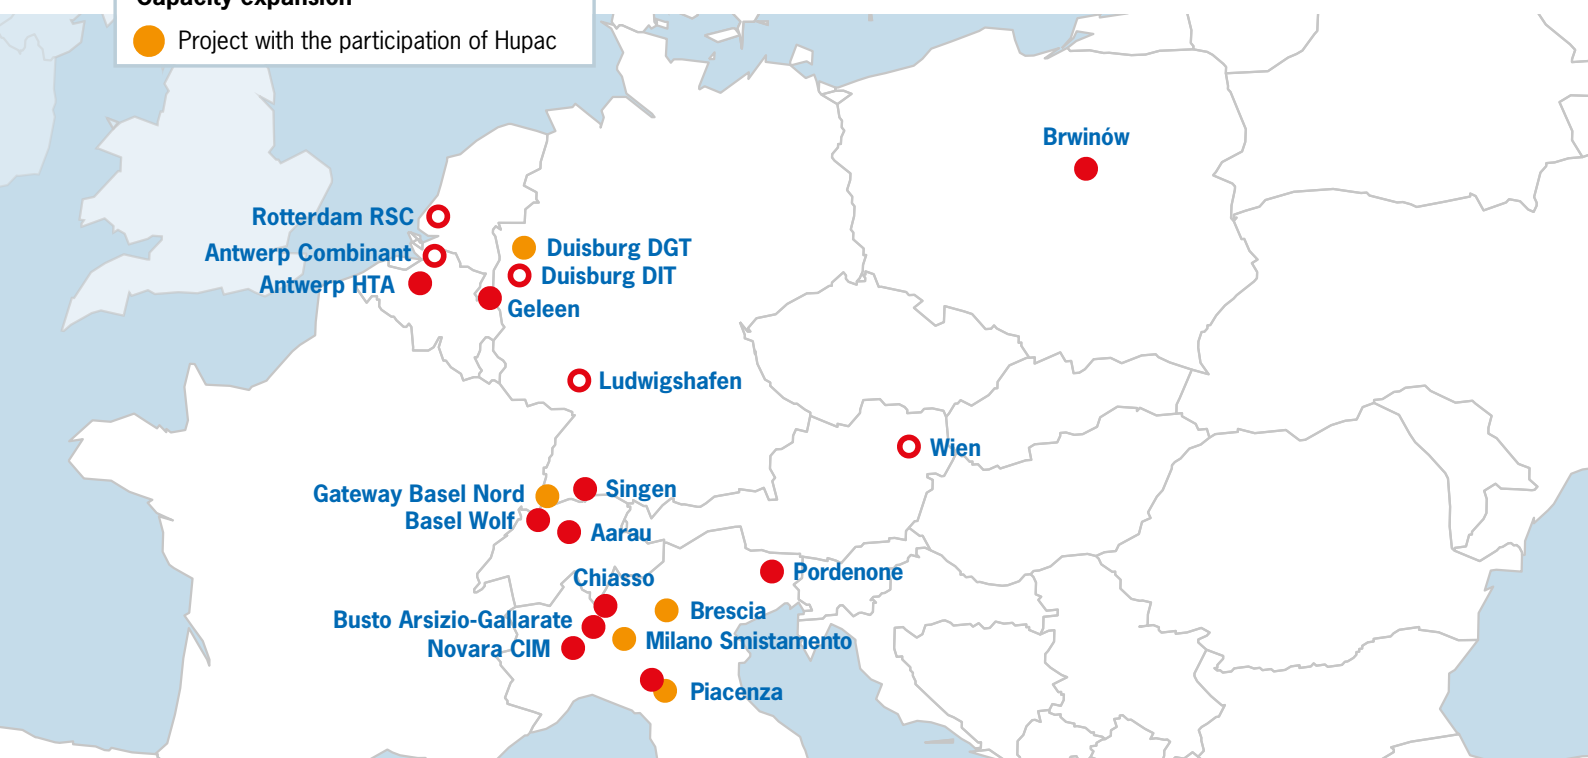 Capacity expansion
Project with the participation of Hupac
Brwinów
Rotterdam RSC
Antwerp Combinant
Duisburg DGT
Duisburg DIT
Antwerp HTA
Geleen
Ludwigshafen
Wien
Singen
Gateway Basel Nord
Basel Wolf
Aarau
Pordenone
Chiasso
Brescia
Busto Arsizio-Gallarate
Milano Smistamento
Novara CIM
Piacenza